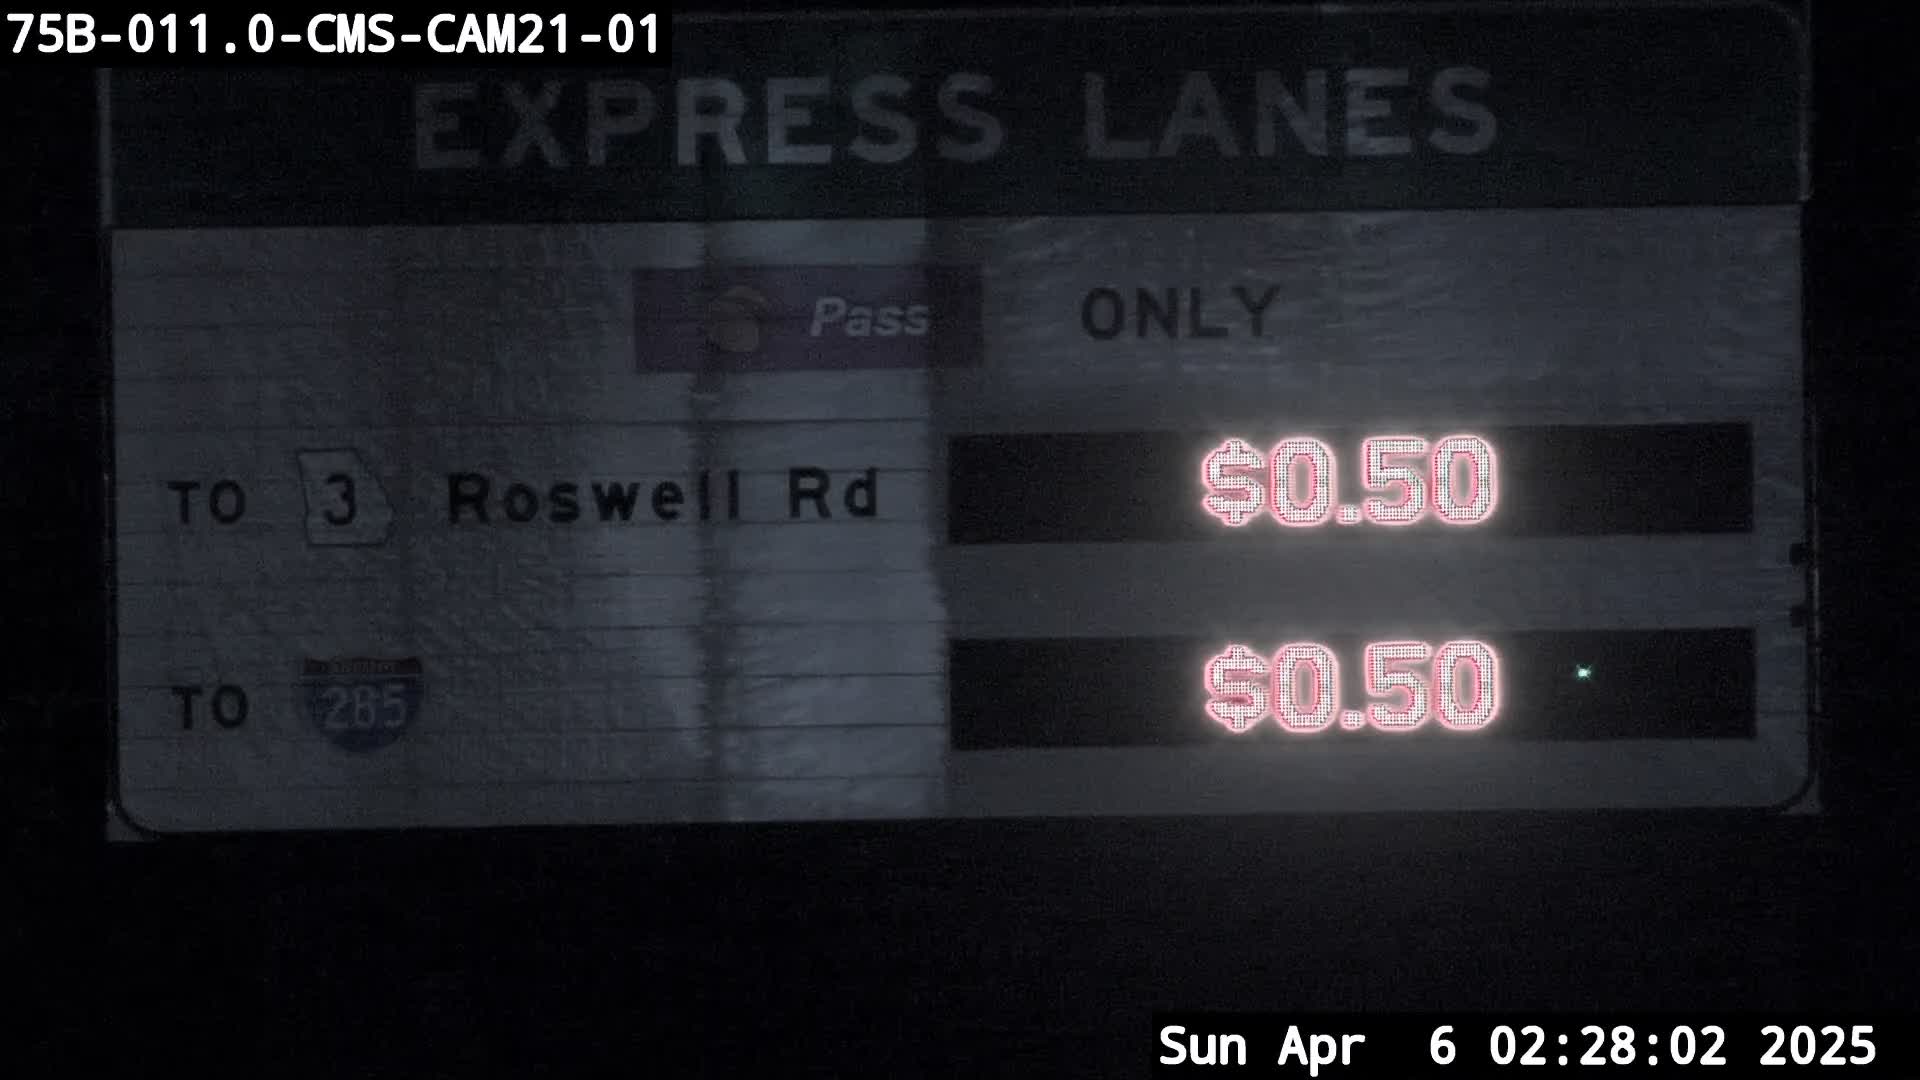 75B-011.0-CMS-CAM21-01
EXPRESS LANES
Pass ONLY
TO 3 Roswell Rd $0.50
TO 285 $0.50
Sun Apr 6 02:28:02 2025